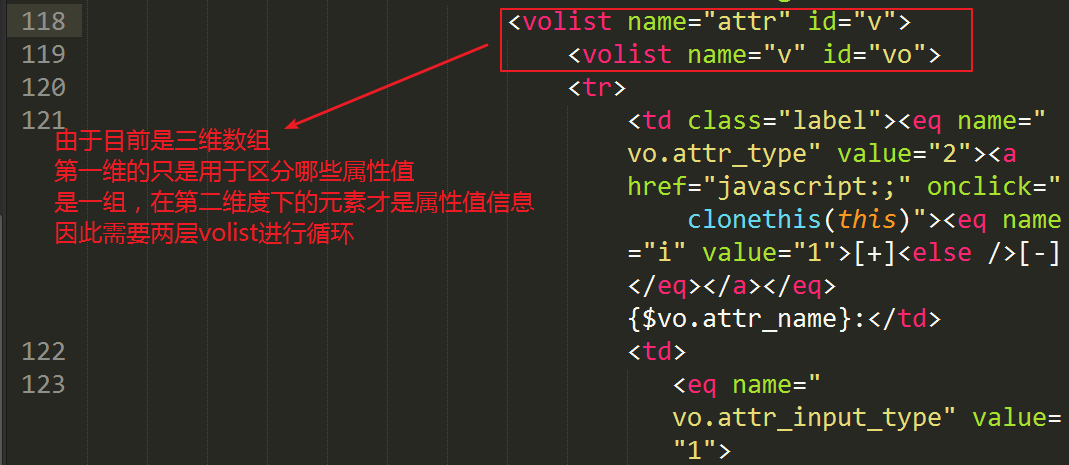 118 <volist name="attr" id="v">
119 <volist name="v" id="vo">
120 <tr>
121 <td class="label"><eq name="
vo.attr_type" value="2"><a
href="javascript:;" onclick="
clonethis(this)"><eq name
="i" value="1">[+]<else />[-]
</eq></a></eq>
{$vo.attr_name}:</td>
122 <td>
123 <eq name="
vo.attr_input_type" value=
"1">
由于目前是三维数组
第一维的只是用于区分哪些属性值
是一组，在第二维度下的元素才是属性值信息
因此需要两层volist进行循环